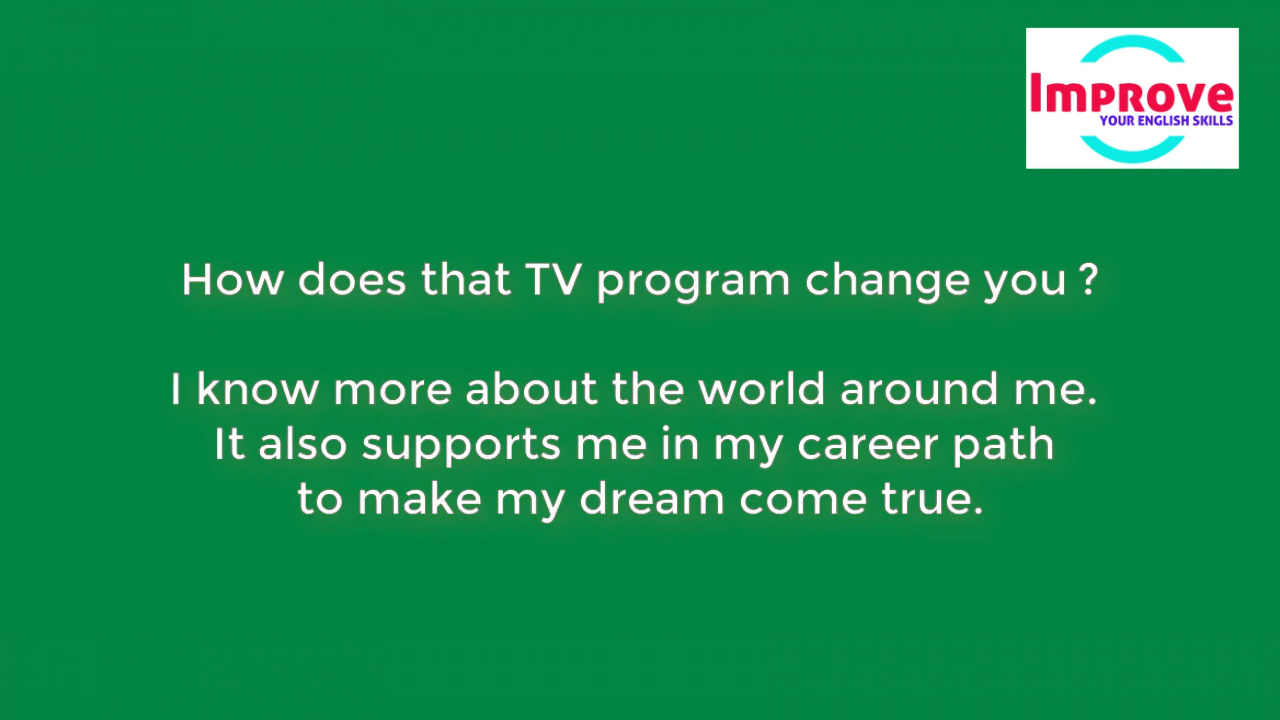 Improve
YOUR ENGLISH SKILLS
How does that TV program change you ?
I know more about the world around me.
It also supports me in my career path
to make my dream come true.